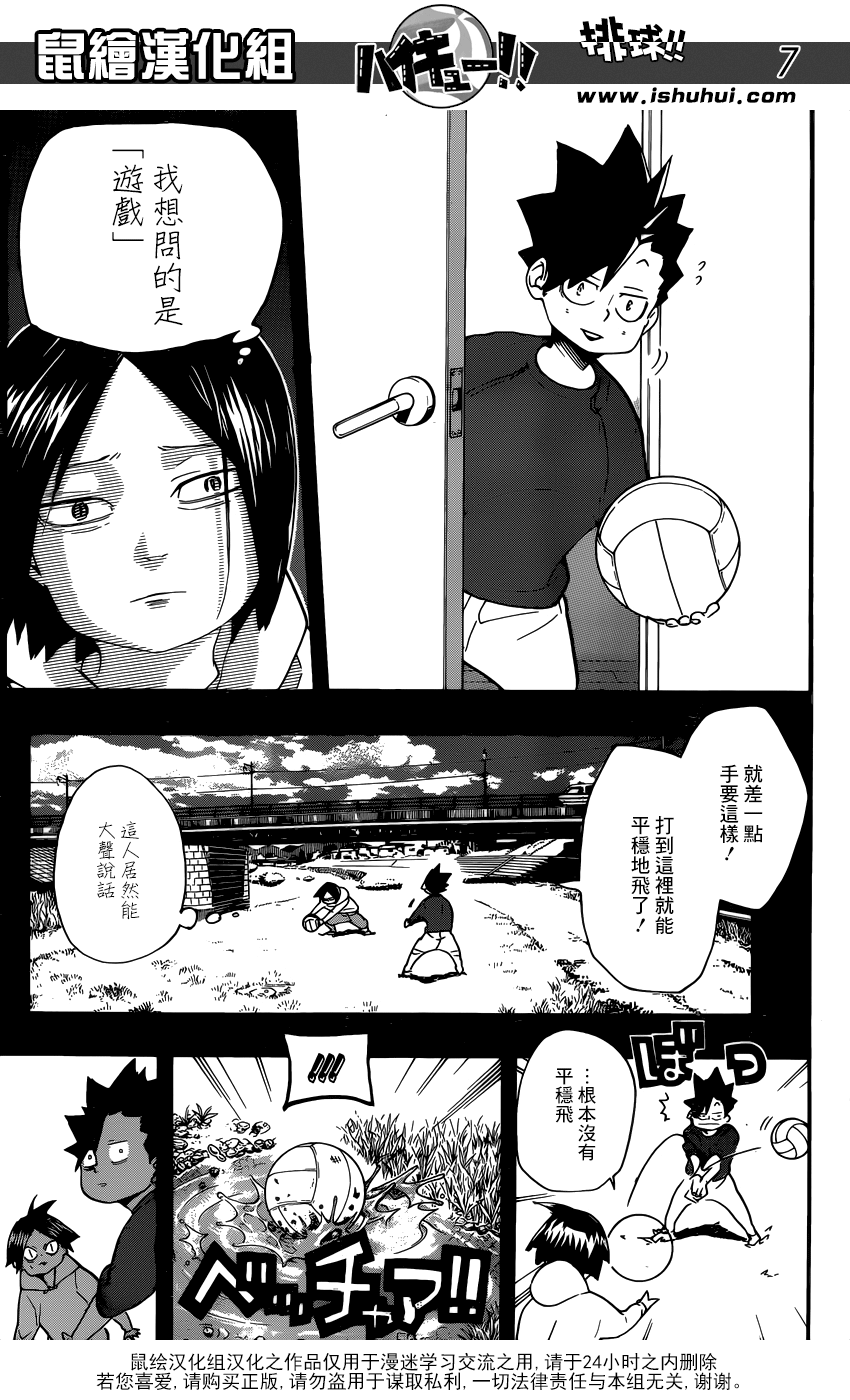 鼠繪漢化組
ハイキュー!!
排球!!
7
www.ishuhui.com
我想問的是
「遊戲」
就差一點
手要這樣！
打到這裡就能
平穩地飛了！
這人居然能
大聲說話
ぽーっ
…根本沒有
平穩飛
!!!
ベッチャア!!
鼠绘汉化组汉化之作品仅用于漫迷学习交流之用, 请于24小时之内删除
若您喜爱, 请购买正版, 请勿盗用于谋取私利, 一切法律责任与本组无关, 谢谢。